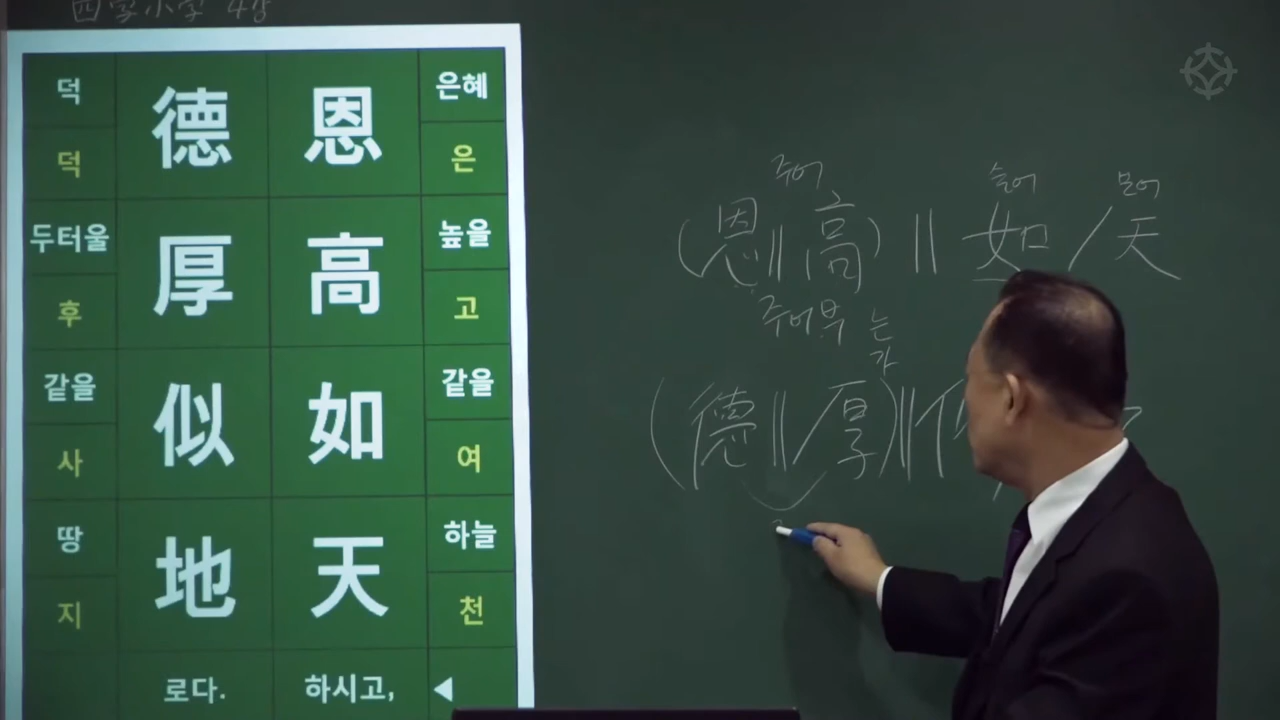 四字小學 4강
덕 德 恩 은혜
덕 은
두터울 厚 高 높을
후 고
같을 似 如 같을
사 여
땅 地 天 하늘
지 천
로다. 하시고, ◀
주어 술어 보어
(恩∥高)∥如/天
주어부 는
가
(德∥/厚)∥